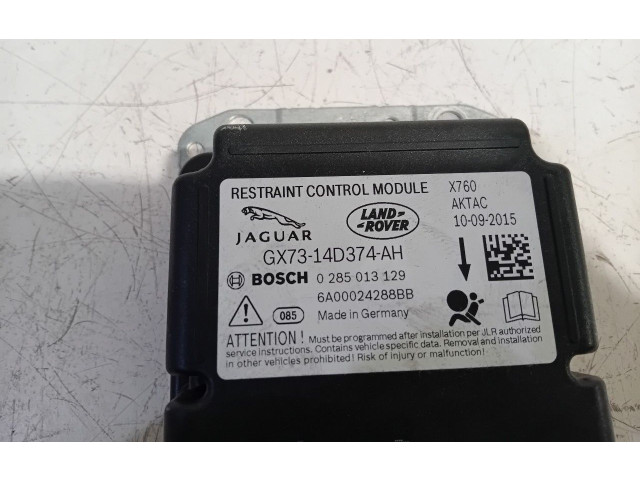 RESTRAINT CONTROL MODULE X760
AKTAC
10-09-2015
JAGUAR
LAND-
-ROVER
GX73-14D374-AH
BOSCH 0 285 013 129
6A00024288BB
085 Made in Germany
ATTENTION! Must be programmed after installation per JLR authorized
service instructions. Contains vehicle specific data. Removal and Installation
in other vehicles prohibited! Risk of injury or malfunction!